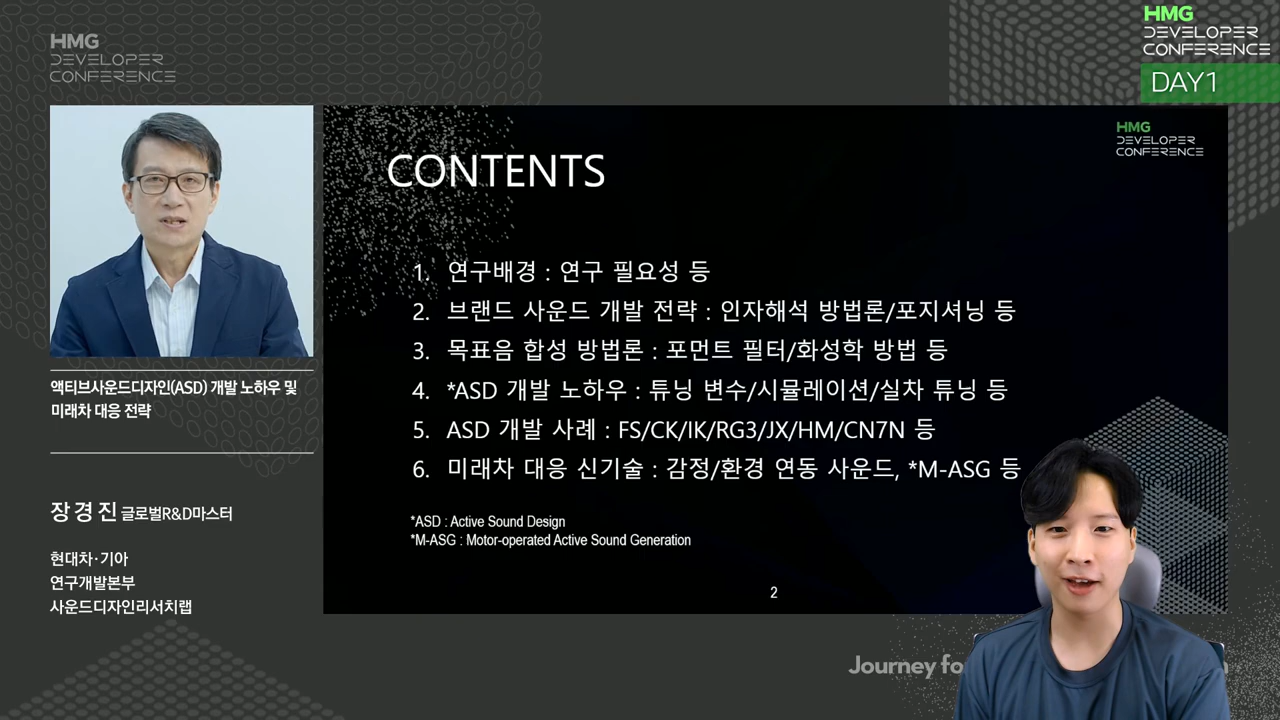 HMG
DEVELOPER
CONFERENCE
HMG
DEVELOPER
CONFERENCE
DAY1
액티브사운드디자인(ASD) 개발 노하우 및
미래차 대응 전략
장경진 글로벌R&D마스터
현대차·기아
연구개발본부
사운드디자인리서치랩
HMG
DEVELOPER
CONFERENCE
CONTENTS
1. 연구배경 : 연구 필요성 등
2. 브랜드 사운드 개발 전략 : 인자해석 방법론/포지셔닝 등
3. 목표음 합성 방법론 : 포먼트 필터/화성학 방법 등
4. *ASD 개발 노하우 : 튜닝 변수/시뮬레이션/실차 튜닝 등
5. ASD 개발 사례 : FS/CK/IK/RG3/JX/HM/CN7N 등
6. 미래차 대응 신기술 : 감정/환경 연동 사운드, *M-ASG 등
*ASD : Active Sound Design
*M-ASG : Motor-operated Active Sound Generation
2
Journey